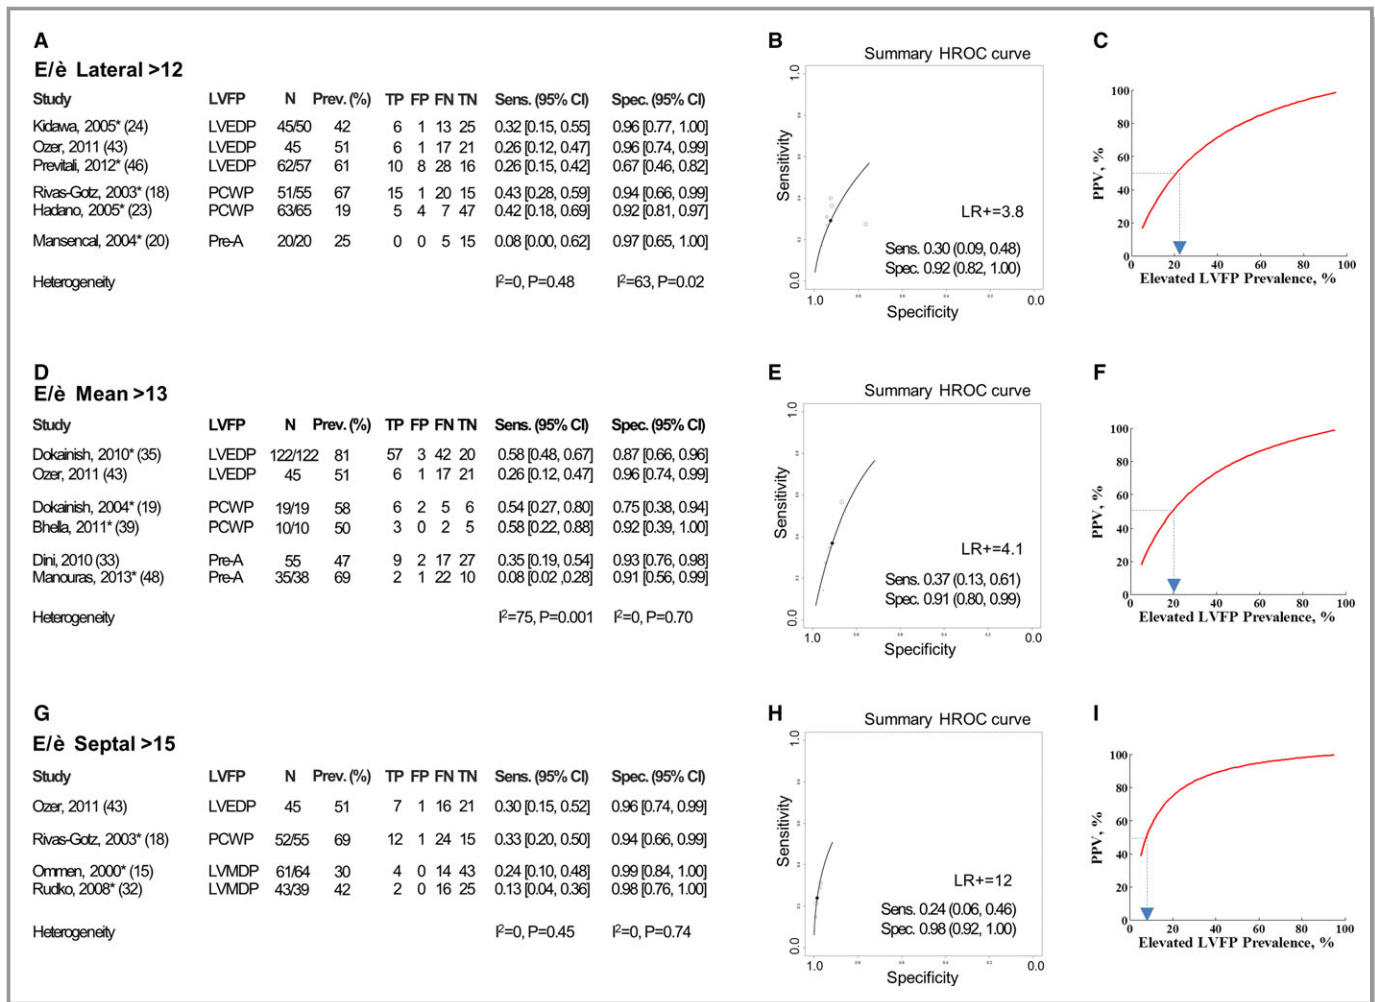 A
E/è Lateral >12
Study LVFP N Prev. (%) TP FP FN TN Sens. (95% CI) Spec. (95% CI)
Kidawa, 2005* (24) LVEDP 45/50 42 6 1 13 25 0.32 [0.15, 0.55] 0.96 [0.77, 1.00]
Ozer, 2011 (43) LVEDP 45 51 6 1 17 21 0.26 [0.12, 0.47] 0.96 [0.74, 0.99]
Previtali, 2012* (46) LVEDP 62/57 61 10 8 28 16 0.26 [0.15, 0.42] 0.67 [0.46, 0.82]
Rivas-Gotz, 2003* (18) PCWP 51/55 67 15 1 20 15 0.43 [0.28, 0.59] 0.94 [0.66, 0.99]
Hadano, 2005* (23) PCWP 63/65 19 5 4 7 47 0.42 [0.18, 0.69] 0.92 [0.81, 0.97]
Mansencal, 2004* (20) Pre-A 20/20 25 0 0 5 15 0.08 [0.00, 0.62] 0.97 [0.65, 1.00]
Heterogeneity I²=0, P=0.48 I²=63, P=0.02
B
Summary HROC curve
1.0
Sensitivity
LR+=3.8
Sens. 0.30 (0.09, 0.48)
Spec. 0.92 (0.82, 1.00)
0.0
1.0 0.0
Specificity
C
100
80
60
40
20
0
PPV, %
0 20 40 60 80 100
Elevated LVFP Prevalence, %
D
E/è Mean >13
Study LVFP N Prev. (%) TP FP FN TN Sens. (95% CI) Spec. (95% CI)
Dokainish, 2010* (35) LVEDP 122/122 81 57 3 42 20 0.58 [0.48, 0.67] 0.87 [0.66, 0.96]
Ozer, 2011 (43) LVEDP 45 51 6 1 17 21 0.26 [0.12, 0.47] 0.96 [0.74, 0.99]
Dokainish, 2004* (19) PCWP 19/19 58 6 2 5 6 0.54 [0.27, 0.80] 0.75 [0.38, 0.94]
Bhella, 2011* (39) PCWP 10/10 50 3 0 2 5 0.58 [0.22, 0.88] 0.92 [0.39, 1.00]
Dini, 2010 (33) Pre-A 55 47 9 2 17 27 0.35 [0.19, 0.54] 0.93 [0.76, 0.98]
Manouras, 2013* (48) Pre-A 35/38 69 2 1 22 10 0.08 [0.02 ,0.28] 0.91 [0.56, 0.99]
Heterogeneity I²=75, P=0.001 I²=0, P=0.70
E
Summary HROC curve
1.0
Sensitivity
LR+=4.1
Sens. 0.37 (0.13, 0.61)
Spec. 0.91 (0.80, 0.99)
0.0
1.0 0.0
Specificity
F
100
80
60
40
20
0
PPV, %
0 20 40 60 80 100
Elevated LVFP Prevalence, %
G
E/è Septal >15
Study LVFP N Prev. (%) TP FP FN TN Sens. (95% CI) Spec. (95% CI)
Ozer, 2011 (43) LVEDP 45 51 7 1 16 21 0.30 [0.15, 0.52] 0.96 [0.74, 0.99]
Rivas-Gotz, 2003* (18) PCWP 52/55 69 12 1 24 15 0.33 [0.20, 0.50] 0.94 [0.66, 0.99]
Ommen, 2000* (15) LVMDP 61/64 30 4 0 14 43 0.24 [0.10, 0.48] 0.99 [0.84, 1.00]
Rudko, 2008* (32) LVMDP 43/39 42 2 0 16 25 0.13 [0.04, 0.36] 0.98 [0.76, 1.00]
Heterogeneity I²=0, P=0.45 I²=0, P=0.74
H
Summary HROC curve
1.0
Sensitivity
LR+=12
Sens. 0.24 (0.06, 0.46)
Spec. 0.98 (0.92, 1.00)
0.0
1.0 0.0
Specificity
I
100
80
60
40
20
0
PPV, %
0 20 40 60 80 100
Elevated LVFP Prevalence, %